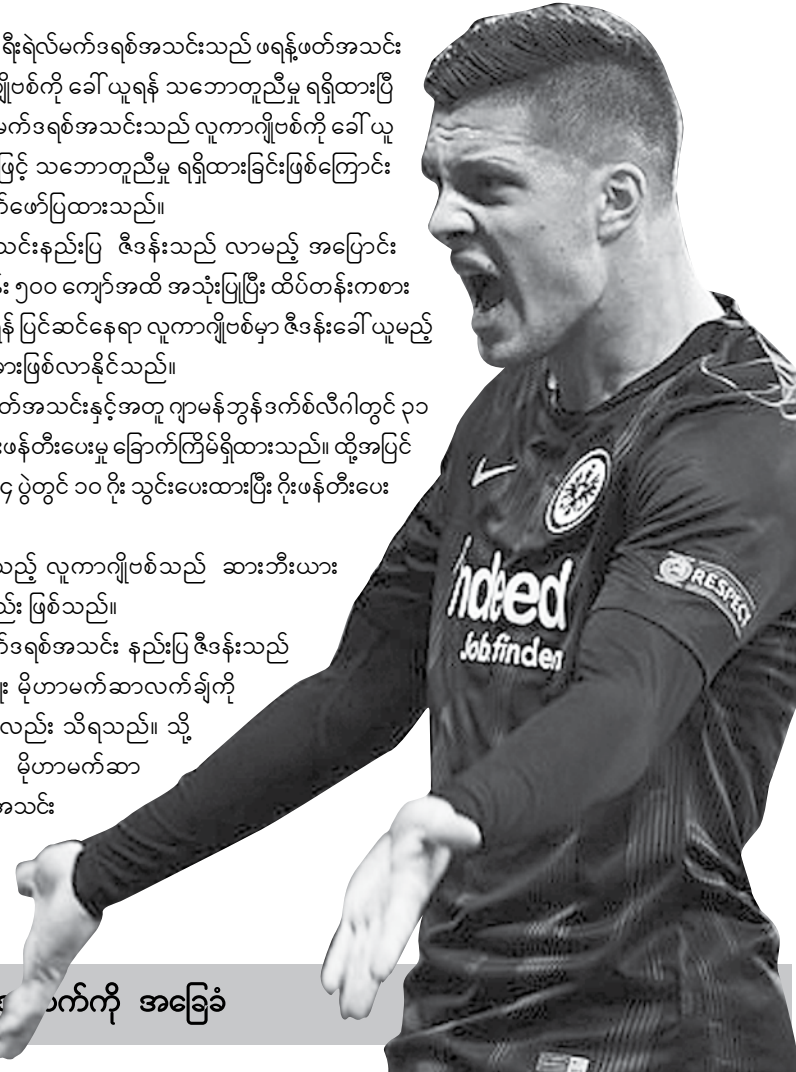 ရီးရဲလ်မက်ဒရစ်အသင်းသည် ဖရန့်ဖတ်အသင်း
ဂျိုဗစ်ကို ခေါ်ယူရန် သဘောတူညီမှု ရရှိထားပြီ
မက်ဒရစ်အသင်းသည် လူကာဂျိုဗစ်ကို ခေါ်ယူ
ဖြင့် သဘောတူညီမှု ရရှိထားခြင်းဖြစ်ကြောင်း
ဖော်ပြထားသည်။
သင်းနည်းပြ ဇီဒန်းသည် လာမည့် အပြောင်း
၅၀၀ ကျော်အထိ အသုံးပြုပြီး ထိပ်တန်းကစား
ရန် ပြင်ဆင်နေရာ လူကာဂျိုဗစ်မှာ ဇီဒန်းခေါ်ယူမည့်
ဖြစ်လာနိုင်သည်။
ဖတ်အသင်းနှင့်အတူ ဂျာမန်ဘွန်ဒက်စ်လီဂါတွင် ၃၁
ဖန်တီးပေးမှု ခြောက်ကြိမ်ရှိထားသည်။ ထို့အပြင်
၄ ပွဲတွင် ၁၀ ဂိုး သွင်းပေးထားပြီး ဂိုးဖန်တီးပေး
သည့် လူကာဂျိုဗစ်သည် ဆားဘီးယား
လည်း ဖြစ်သည်။
မက်ဒရစ်အသင်း နည်းပြ ဇီဒန်းသည်
မိုဟာမက်ဆာလက်ချ်ကို
လည်း သိရသည်။ သို့
မိုဟာမက်ဆာ
အသင်း
indeed
Job finden
RESPECT
က်ကို အခြေခံ